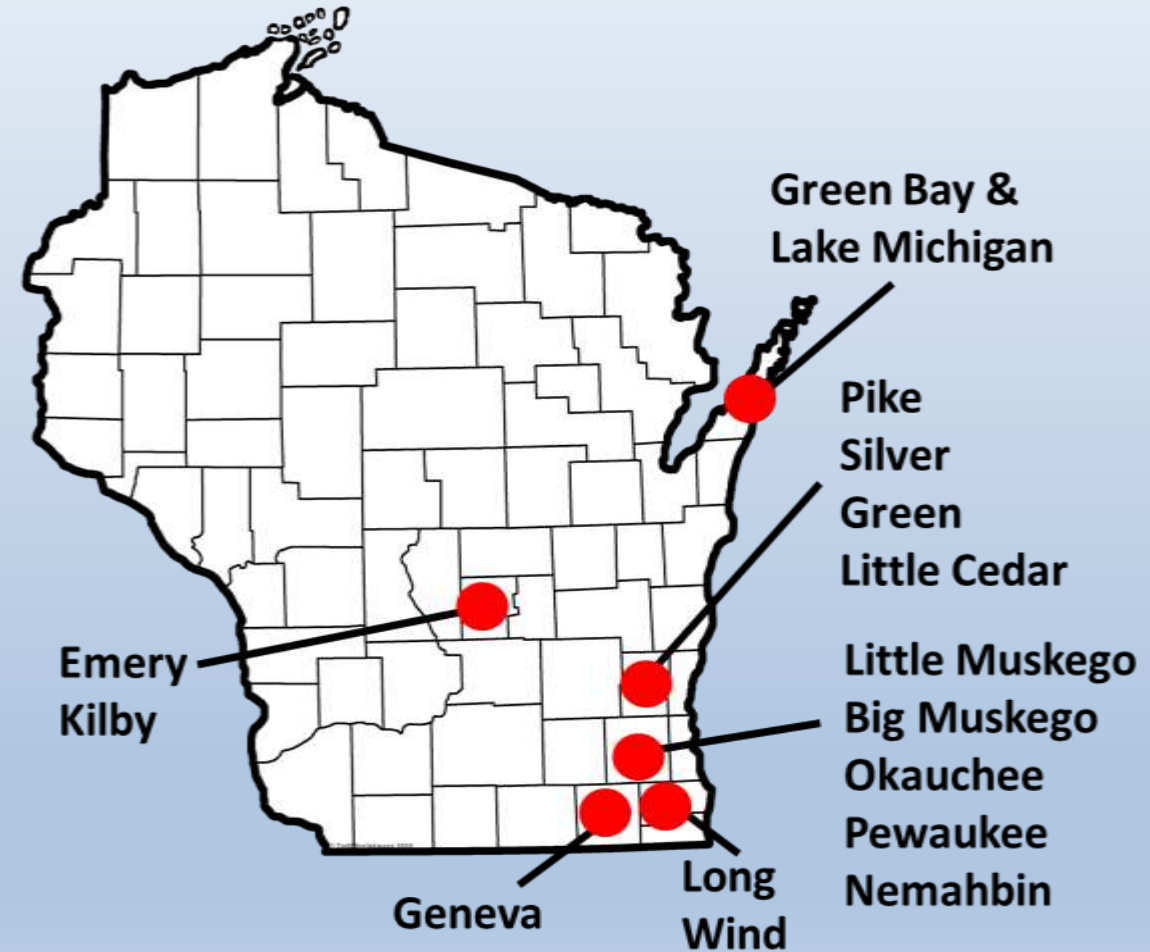 Green Bay &
Lake Michigan
Pike
Silver
Green
Little Cedar
Emery
Kilby
Little Muskego
Big Muskego
Okauchee
Pewaukee
Nemahbin
Geneva
Long
Wind